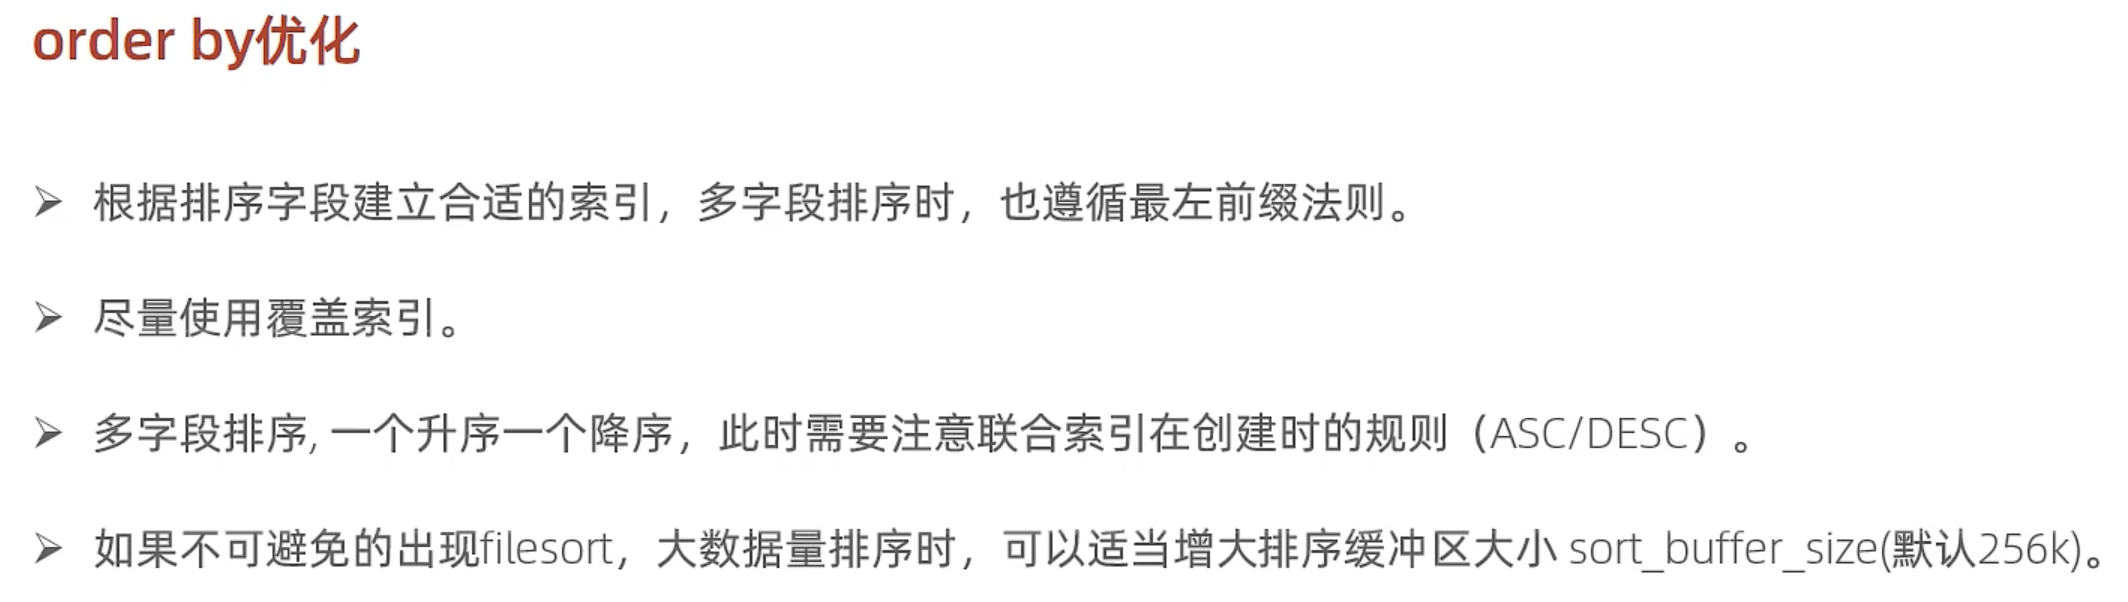 order by优化
➢ 根据排序字段建立合适的索引，多字段排序时，也遵循最左前缀法则。
➢ 尽量使用覆盖索引。
➢ 多字段排序, 一个升序一个降序，此时需要注意联合索引在创建时的规则（ASC/DESC）。
➢ 如果不可避免的出现filesort，大数据量排序时，可以适当增大排序缓冲区大小 sort_buffer_size(默认256k)。